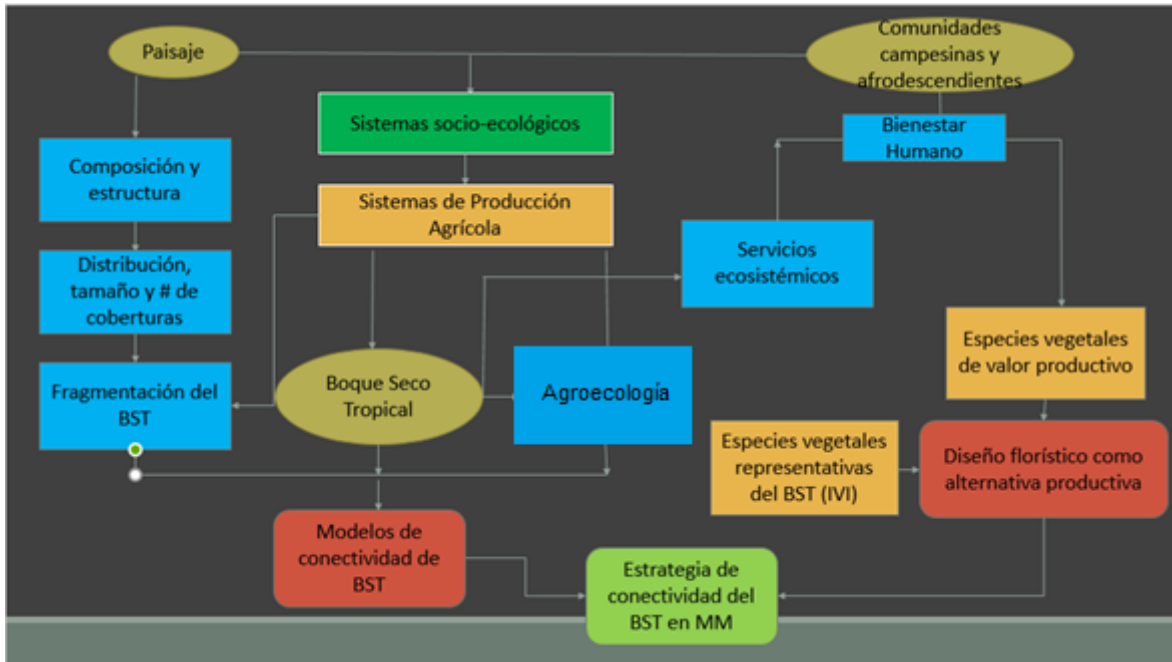 Paisaje
Comunidades
campesinas y
afrodescendientes
Sistemas socio-ecológicos
Bienestar
Humano
Composición y
estructura
Sistemas de Producción
Agrícola
Servicios
ecosistémicos
Distribución,
tamaño y # de
coberturas
Especies vegetales
de valor productivo
Fragmentación del
BST
Boque Seco
Tropical
Agroecología
Especies vegetales
representativas
del BST (IVI)
Diseño florístico como
alternativa productiva
Modelos de
conectividad de
BST
Estrategia de
conectividad del
BST en MM